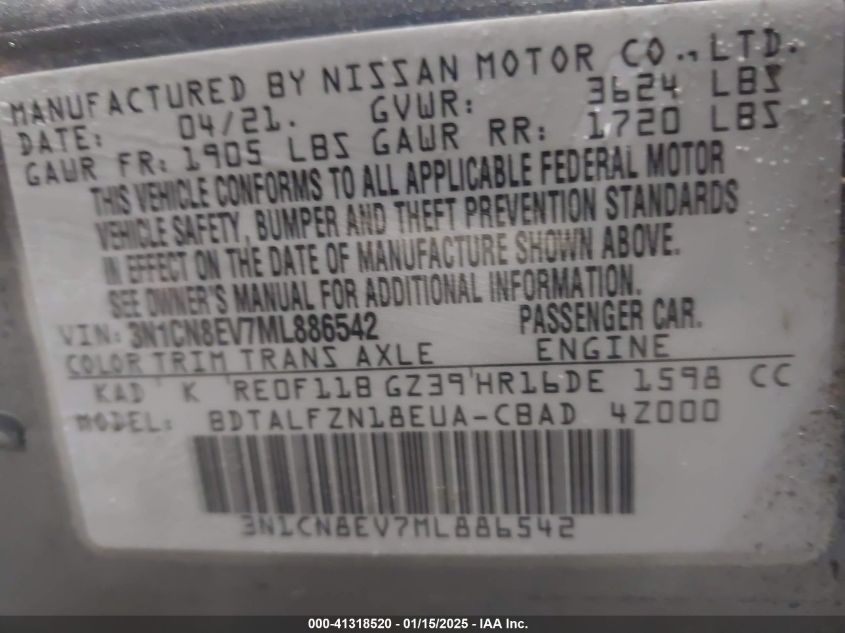 MANUFACTURED BY NISSAN MOTOR CO., LTD.
DATE: 04/21. GVWR: 3624 LBS
GAWR FR: 1905 LBS GAWR RR: 1720 LBS
THIS VEHICLE CONFORMS TO ALL APPLICABLE FEDERAL MOTOR
VEHICLE SAFETY, BUMPER AND THEFT PREVENTION STANDARDS
IN EFFECT ON THE DATE OF MANUFACTURE SHOWN ABOVE.
SEE OWNER'S MANUAL FOR ADDITIONAL INFORMATION.
VIN: 3N1CN8EV7ML886542 PASSENGER CAR.
COLOR TRIM TRANS AXLE ENGINE
KAD K RE0F11B GZ39 HR16DE 1598 CC
MODEL: BDTALFZN18EUA-CBAD 4Z000
3N1CN8EV7ML886542
000-41318520 - 01/15/2025 - IAA Inc.